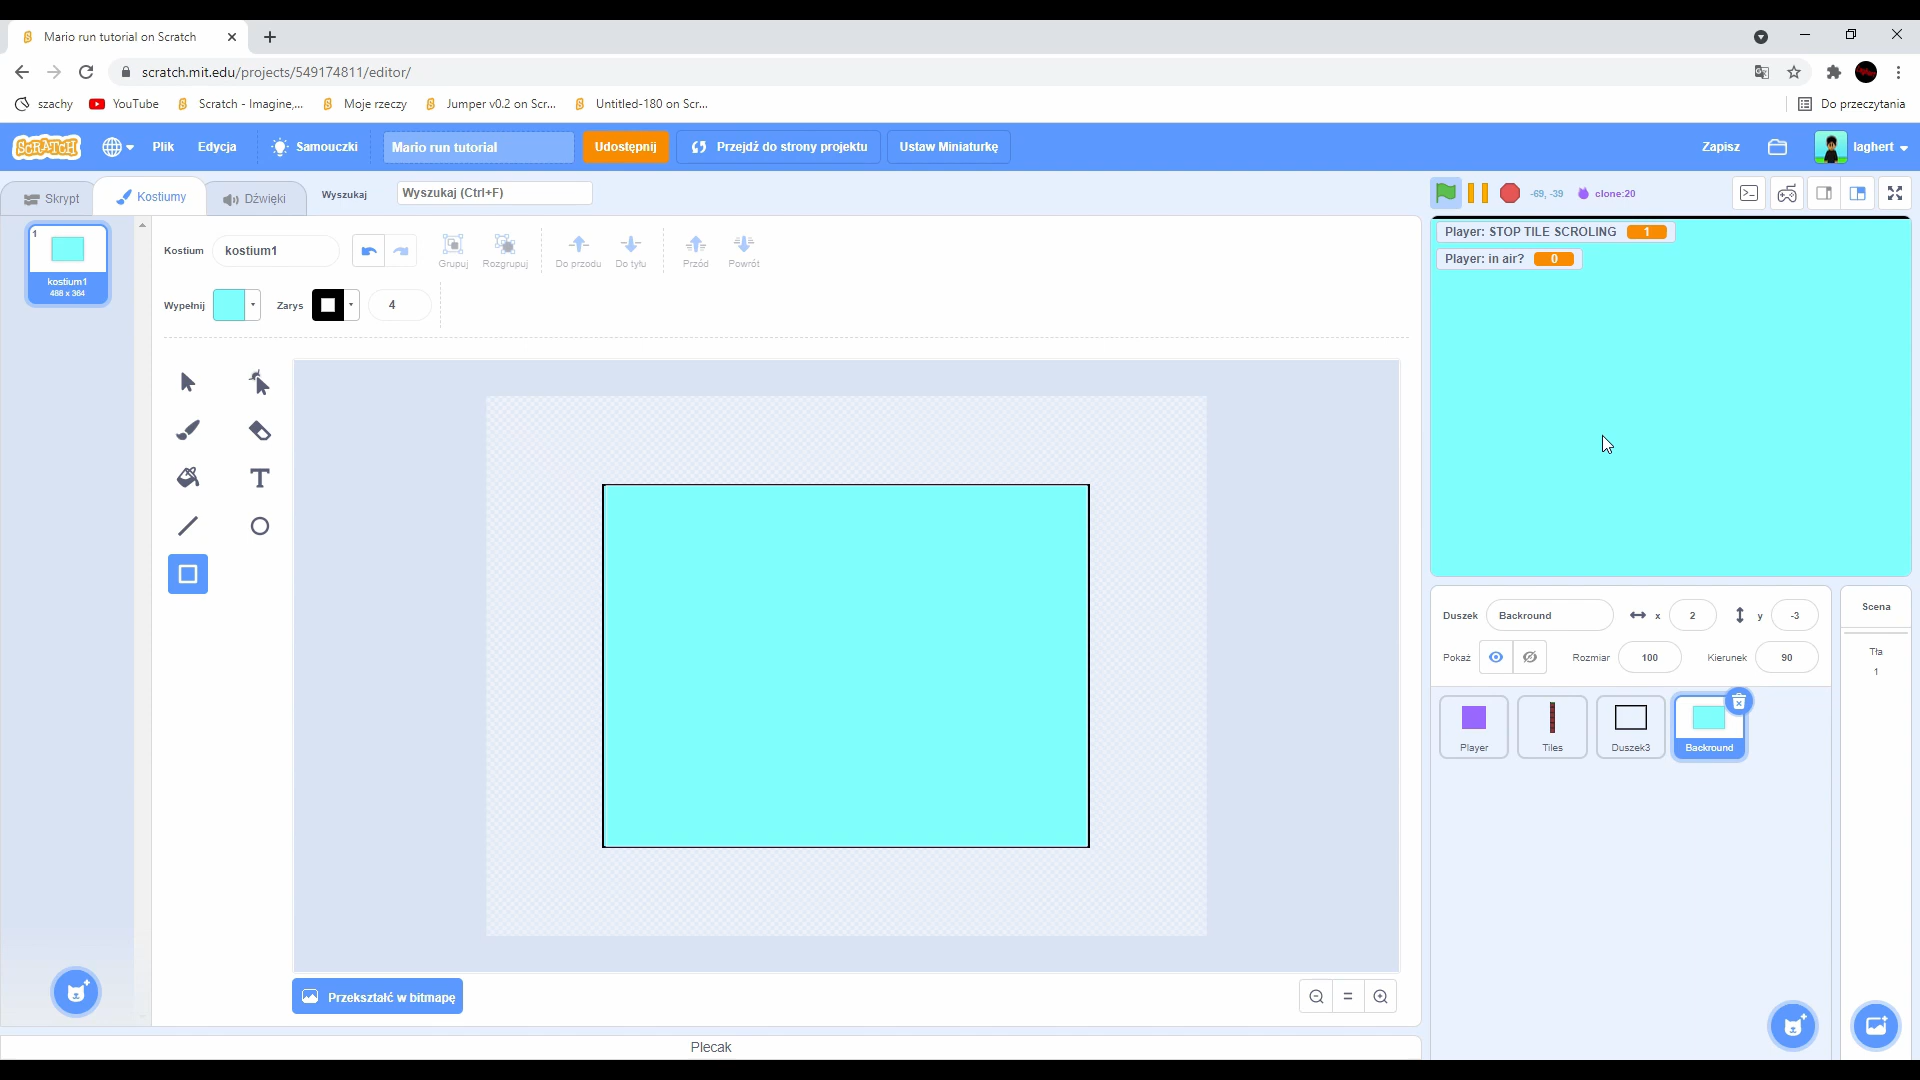 Mario run tutorial on Scratch
scratch.mit.edu/projects/549174811/editor/
szachy YouTube Scratch - Imagine,... Moje rzeczy Jumper v0.2 on Scr... Untitled-180 on Scr... Do przeczytania
SCRATCH Plik Edycja Samouczki Mario run tutorial Udostępnij Przejdź do strony projektu Ustaw Miniaturkę Zapisz laghert
Skrypt Kostiumy Dźwięki Wyszukaj Wyszukaj (Ctrl+F) -69, -39 clone:20
1
kostium1
488 x 364
Kostium kostium1 Grupuj Rozgrupuj Do przodu Do tyłu Przód Powrót
Wypełnij Zarys 4
T
Przekształć w bitmapę
Plecak
Player: STOP TILE SCROLING 1
Player: in air? 0
Duszek Backround x 2 y -3
Pokaż Rozmiar 100 Kierunek 90
Player Tiles Duszek3 Backround
Scena
Tła
1